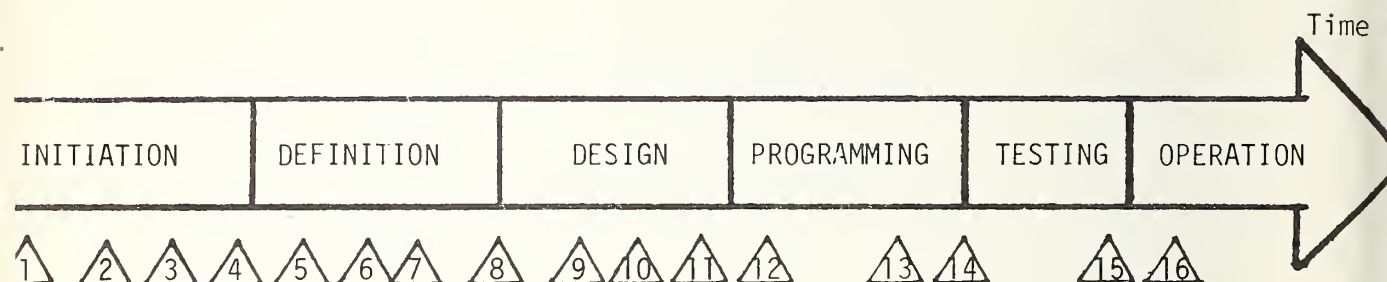 Time
INITIATION DEFINITION DESIGN PROGRAMMING TESTING OPERATION
1 2 3 4 5 6 7 8 9 10 11 12 13 14 15 16